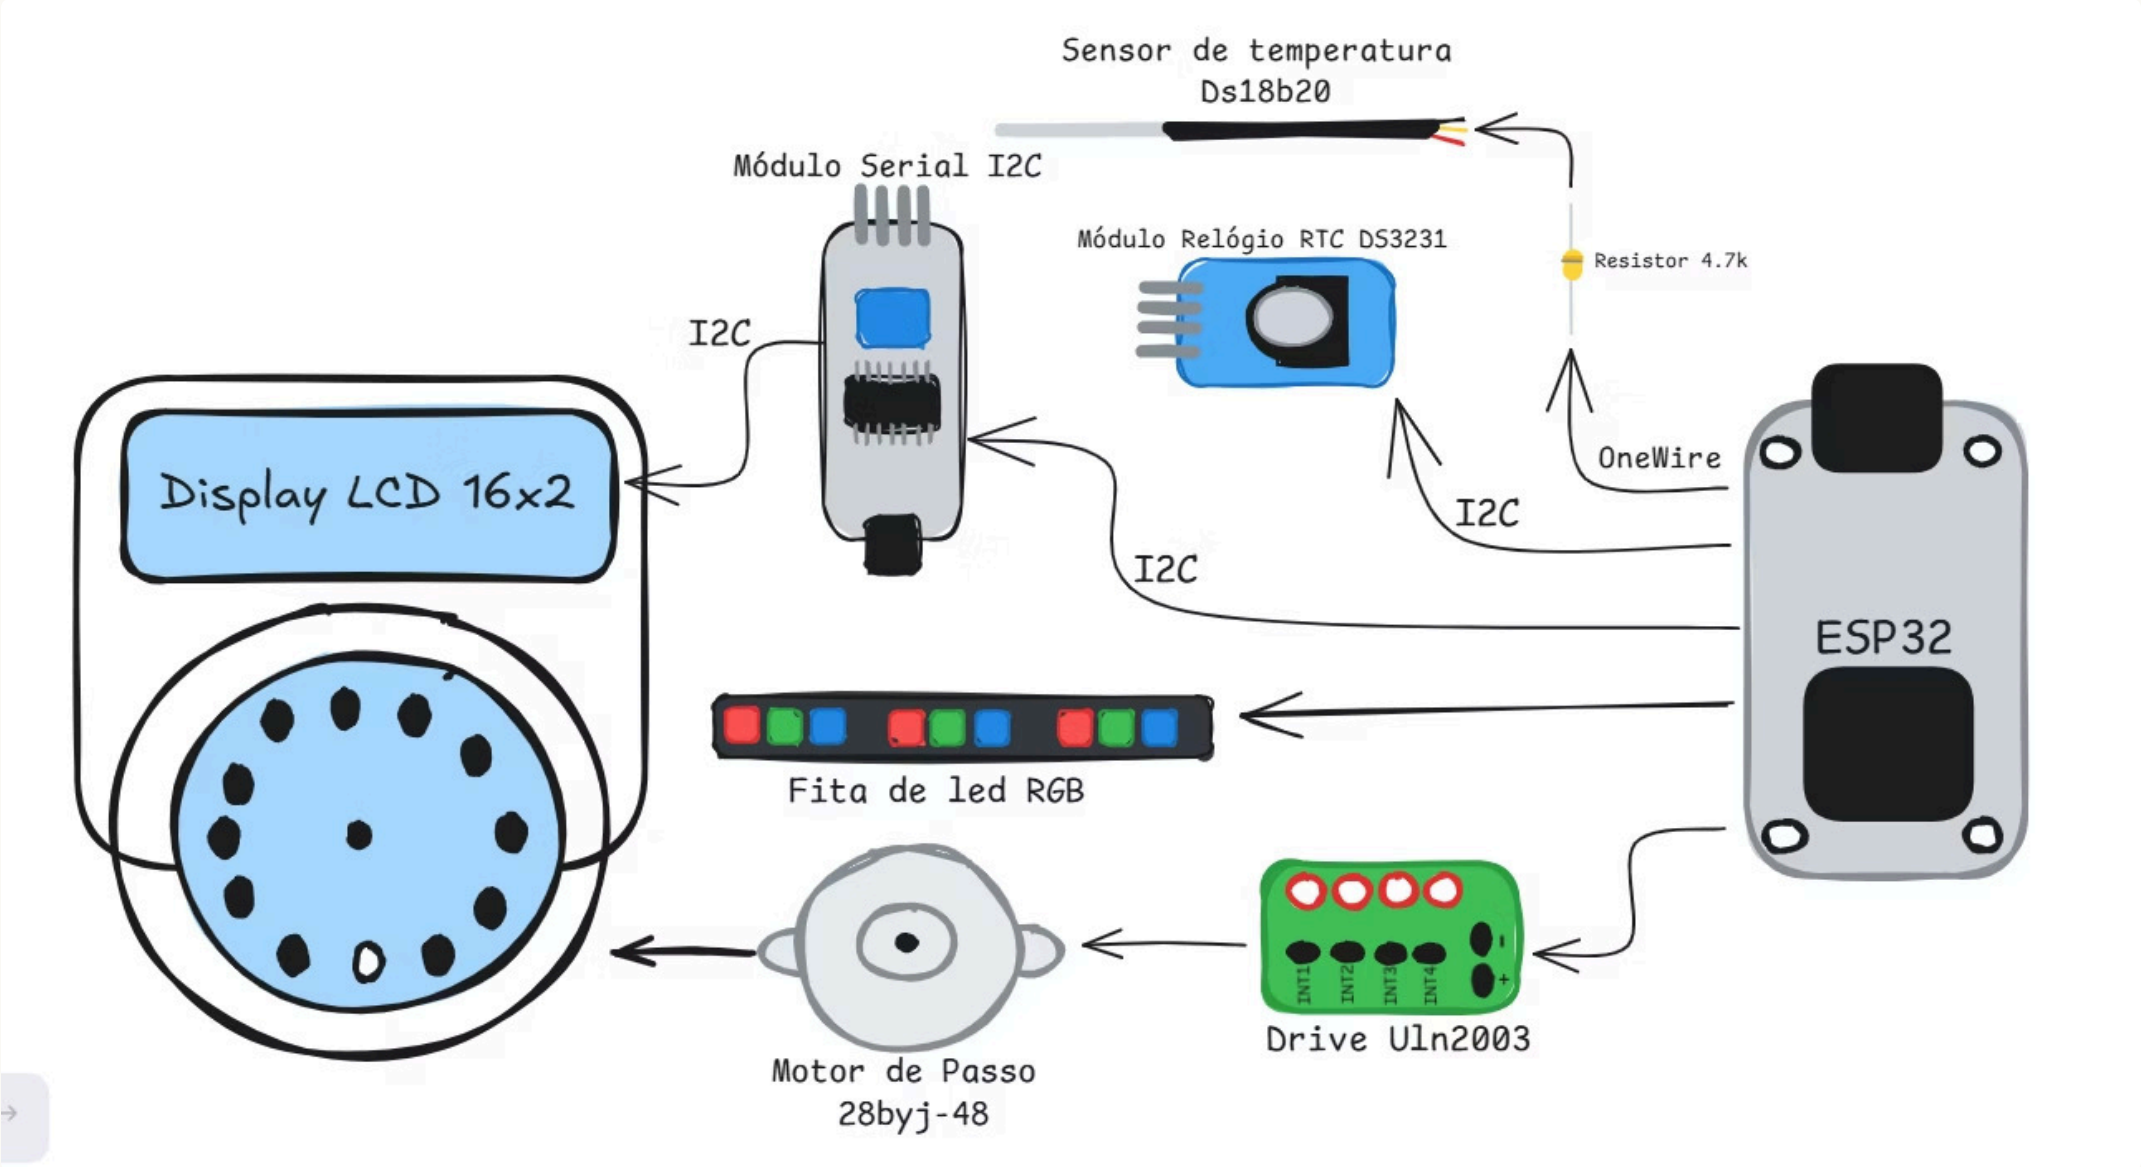 Sensor de temperatura
Ds18b20
Módulo Serial I2C
Módulo Relógio RTC DS3231
Resistor 4.7k
I2C
OneWire
Display LCD 16x2
I2C
I2C
ESP32
Fita de led RGB
INT1 INT2 INT3 INT4 - +
Drive Uln2003
Motor de Passo
28byj-48